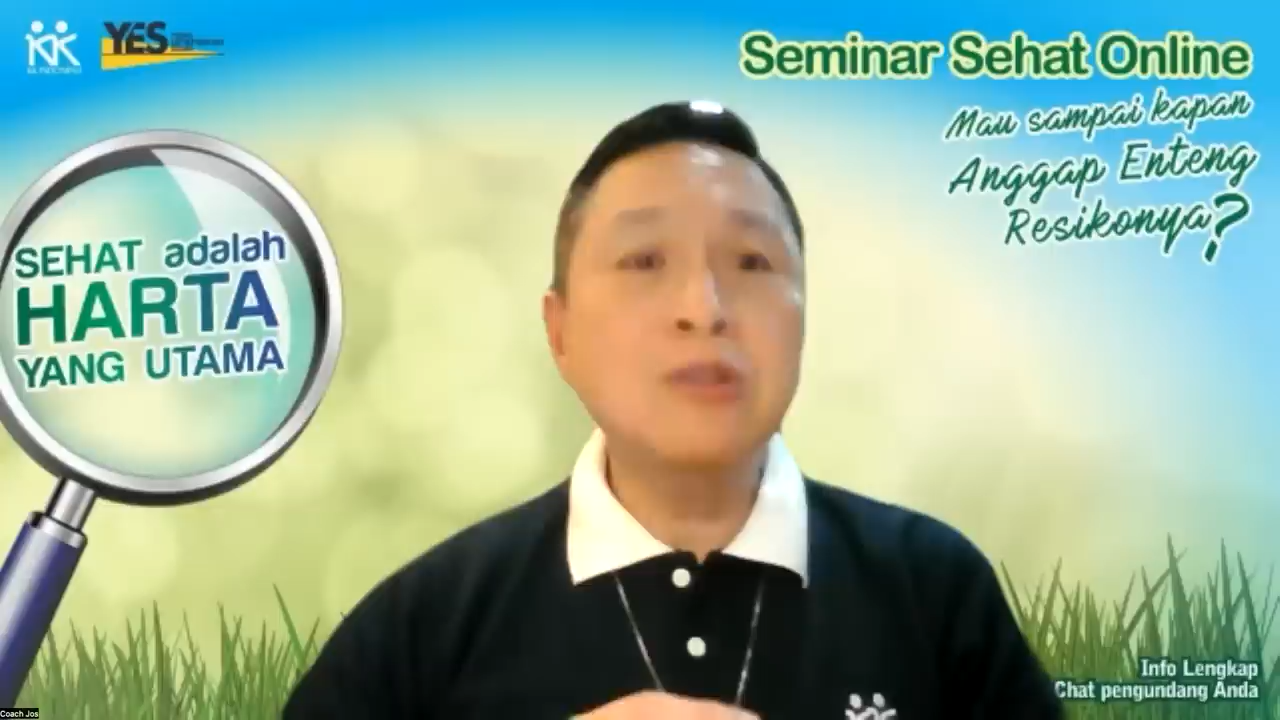 YES
Seminar Sehat Online
Mau sampai kapan
Anggap Enteng
Resikonya?
SEHAT adalah
HARTA
YANG UTAMA
Info Lengkap
Chat pengundang Anda
Coach Jos